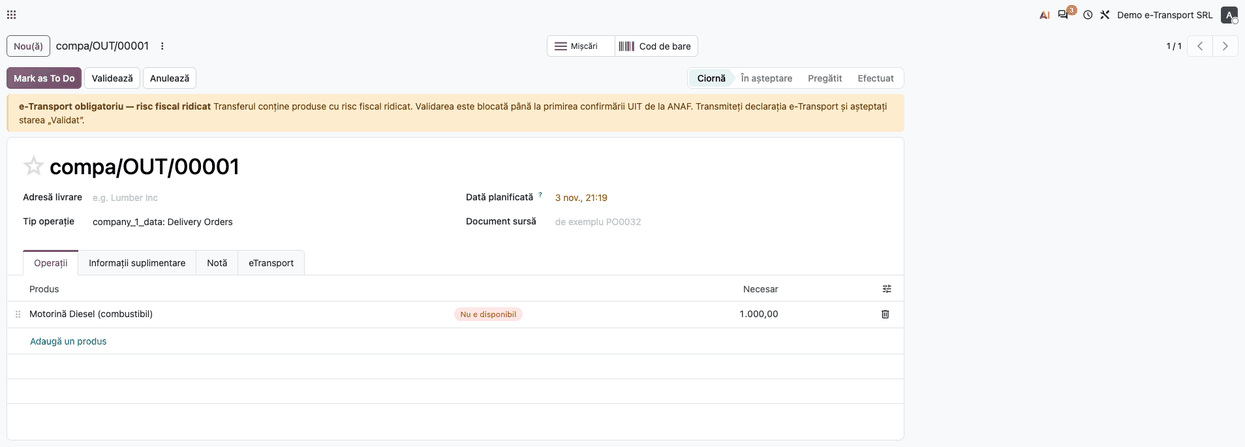 AI 3 Demo e-Transport SRL A
Nou(ă) compa/OUT/00001 Mișcări Cod de bare 1 / 1
Mark as To Do Validează Anulează Ciornă În așteptare Pregătit Efectuat
e-Transport obligatoriu — risc fiscal ridicat Transferul conține produse cu risc fiscal ridicat. Validarea este blocată până la primirea confirmării UIT de la ANAF. Transmiteți declarația e-Transport și așteptați
starea „Validat”.
compa/OUT/00001
Adresă livrare e.g. Lumber Inc Dată planificată ? 3 nov., 21:19
Tip operație company_1_data: Delivery Orders Document sursă de exemplu PO0032
Operații Informații suplimentare Notă eTransport
Produs Necesar
Motorină Diesel (combustibil) Nu e disponibil 1.000,00
Adaugă un produs